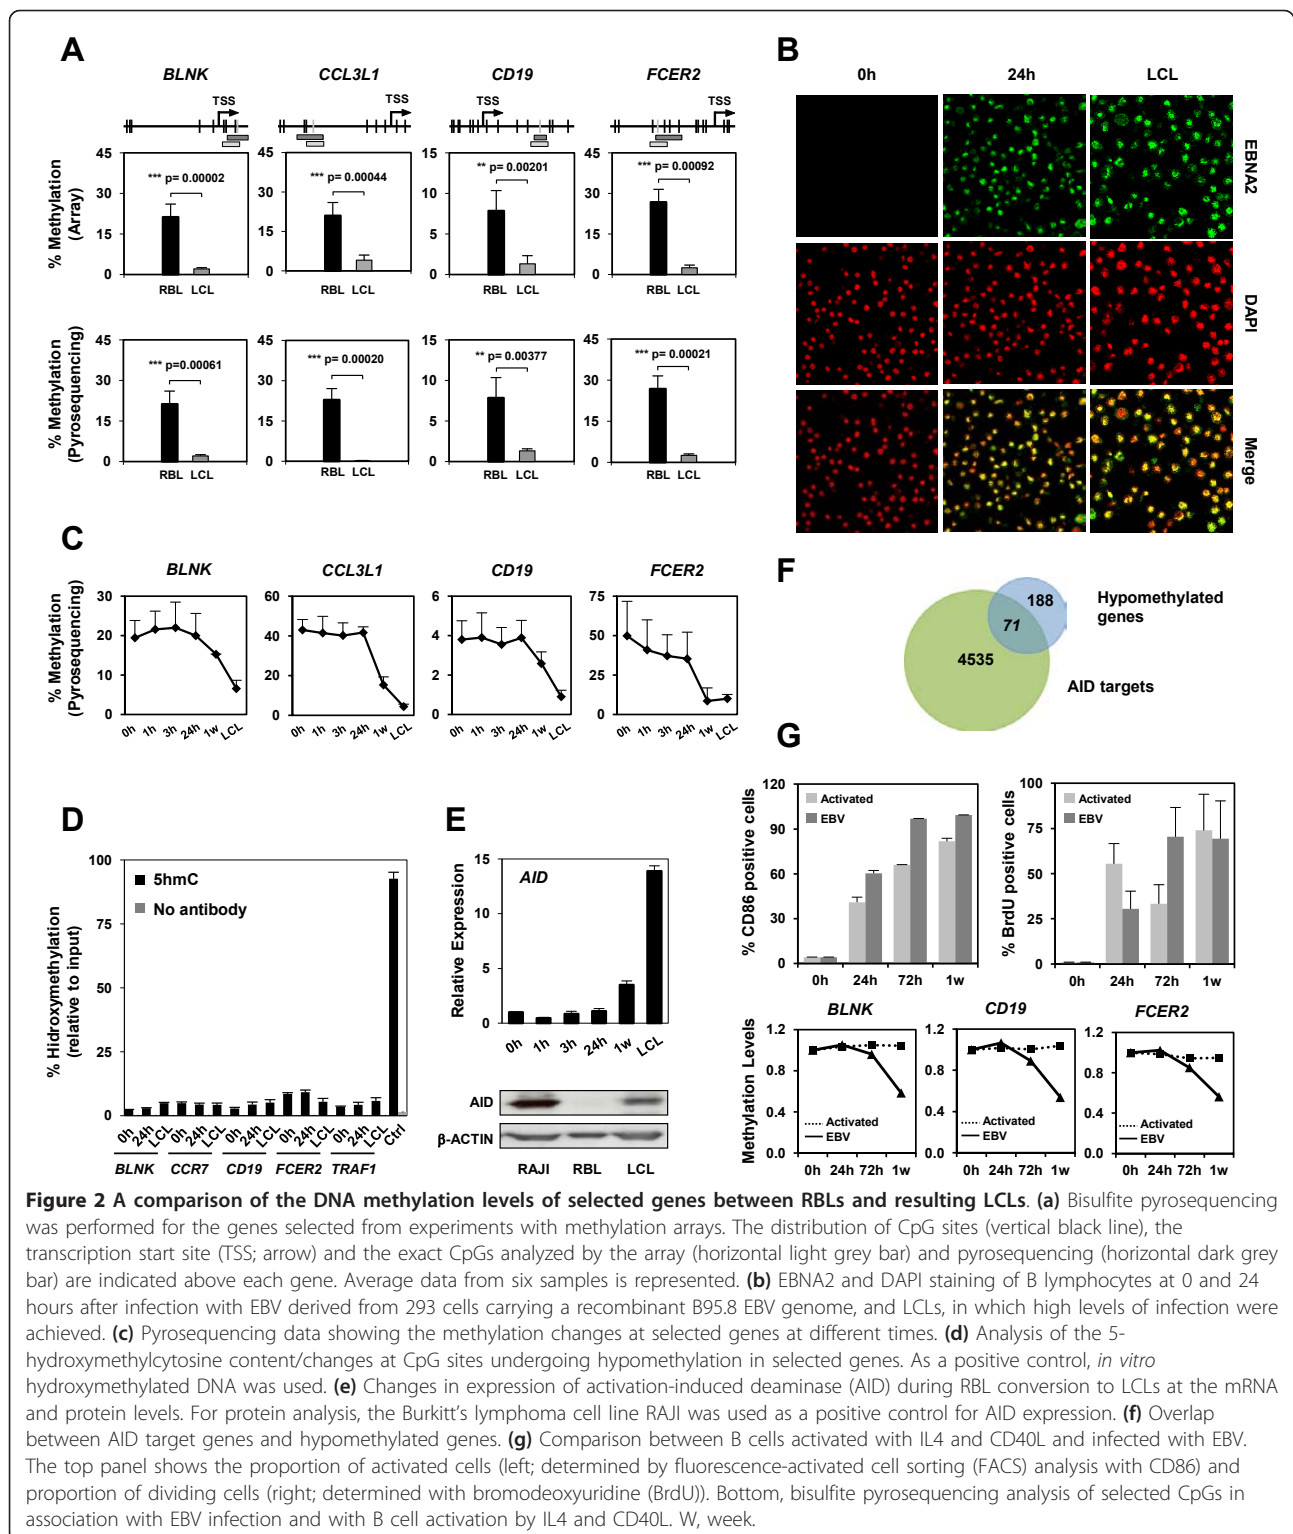 A
BLNK
CCL3L1
CD19
FCER2
TSS
TSS
TSS
TSS
% Methylation
(Array)
45
30
15
0
*** p= 0.00002
RBL LCL
45
30
15
0
*** p= 0.00044
RBL LCL
15
10
5
0
** p= 0.00201
RBL LCL
45
30
15
0
*** p= 0.00092
RBL LCL
% Methylation
(Pyrosequencing)
45
30
15
0
*** p=0.00061
RBL LCL
45
30
15
0
*** p= 0.00020
RBL LCL
15
10
5
0
** p= 0.00377
RBL LCL
45
30
15
0
*** p= 0.00021
RBL LCL
B
0h
24h
LCL
EBNA2
DAPI
Merge
C
BLNK
CCL3L1
CD19
FCER2
% Methylation
(Pyrosequencing)
30
20
10
0
0h 1h 3h 24h 1w LCL
60
40
20
0
0h 1h 3h 24h 1w LCL
6
4
2
0
0h 1h 3h 24h 1w LCL
75
50
25
0
0h 1h 3h 24h 1w LCL
F
188
71
4535
Hypomethylated
genes
AID targets
D
% Hidroxymethylation
(relative to input)
100
75
50
25
0
5hmC
No antibody
0h 24h LCL 0h 24h LCL 0h 24h LCL 0h 24h LCL 0h 24h LCL Ctrl
BLNK CCR7 CD19 FCER2 TRAF1
E
Relative Expression
15
10
5
0
AID
0h 1h 3h 24h 1w LCL
AID
β-ACTIN
RAJI RBL LCL
G
% CD86 positive cells
120
90
60
30
0
Activated
EBV
0h 24h 72h 1w
% BrdU positive cells
100
75
50
25
0
Activated
EBV
0h 24h 72h 1w
BLNK
CD19
FCER2
Methylation Levels
1.2
0.8
0.4
0.0
Activated
EBV
0h 24h 72h 1w
1.2
0.8
0.4
0.0
Activated
EBV
0h 24h 72h 1w
1.2
0.8
0.4
0.0
Activated
EBV
0h 24h 72h 1w
Figure 2 A comparison of the DNA methylation levels of selected genes between RBLs and resulting LCLs. (a) Bisulfite pyrosequencing
was performed for the genes selected from experiments with methylation arrays. The distribution of CpG sites (vertical black line), the
transcription start site (TSS; arrow) and the exact CpGs analyzed by the array (horizontal light grey bar) and pyrosequencing (horizontal dark grey
bar) are indicated above each gene. Average data from six samples is represented. (b) EBNA2 and DAPI staining of B lymphocytes at 0 and 24
hours after infection with EBV derived from 293 cells carrying a recombinant B95.8 EBV genome, and LCLs, in which high levels of infection were
achieved. (c) Pyrosequencing data showing the methylation changes at selected genes at different times. (d) Analysis of the 5-
hydroxymethylcytosine content/changes at CpG sites undergoing hypomethylation in selected genes. As a positive control, in vitro
hydroxymethylated DNA was used. (e) Changes in expression of activation-induced deaminase (AID) during RBL conversion to LCLs at the mRNA
and protein levels. For protein analysis, the Burkitt's lymphoma cell line RAJI was used as a positive control for AID expression. (f) Overlap
between AID target genes and hypomethylated genes. (g) Comparison between B cells activated with IL4 and CD40L and infected with EBV.
The top panel shows the proportion of activated cells (left; determined by fluorescence-activated cell sorting (FACS) analysis with CD86) and
proportion of dividing cells (right; determined with bromodeoxyuridine (BrdU)). Bottom, bisulfite pyrosequencing analysis of selected CpGs in
association with EBV infection and with B cell activation by IL4 and CD40L. W, week.